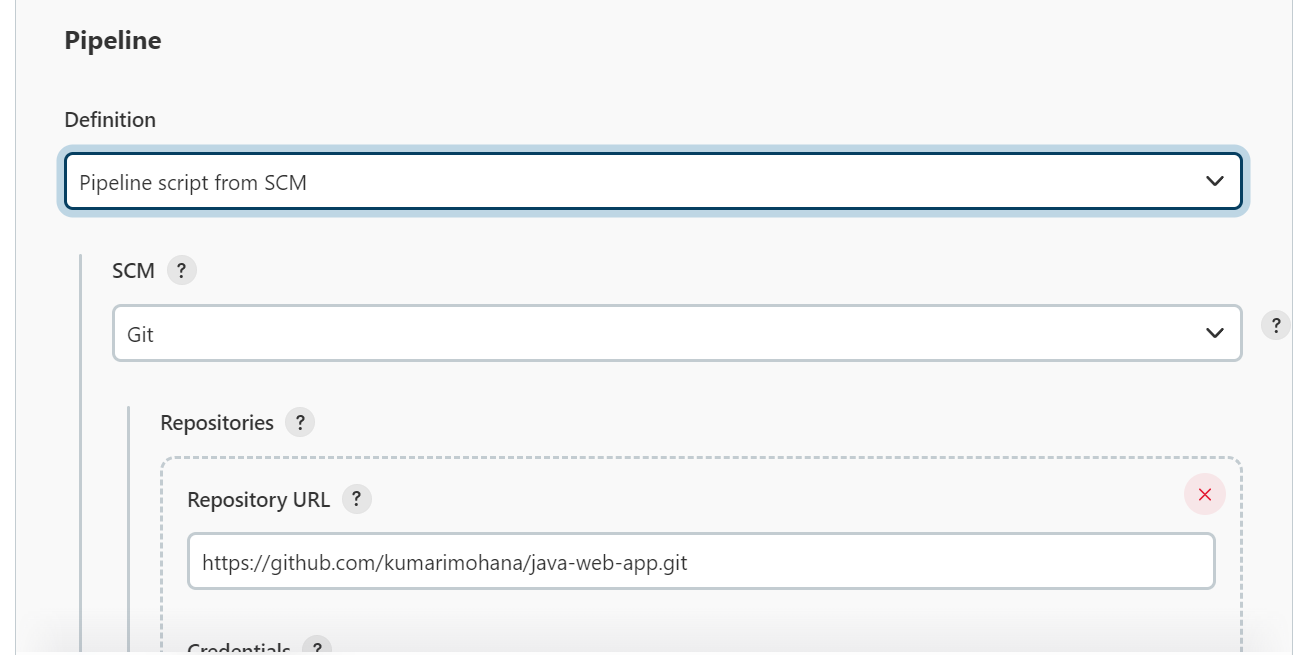 Pipeline
Definition
Pipeline script from SCM
SCM ?
Git
?
Repositories ?
Repository URL ?
https://github.com/kumarimohana/java-web-app.git
Credentials ?